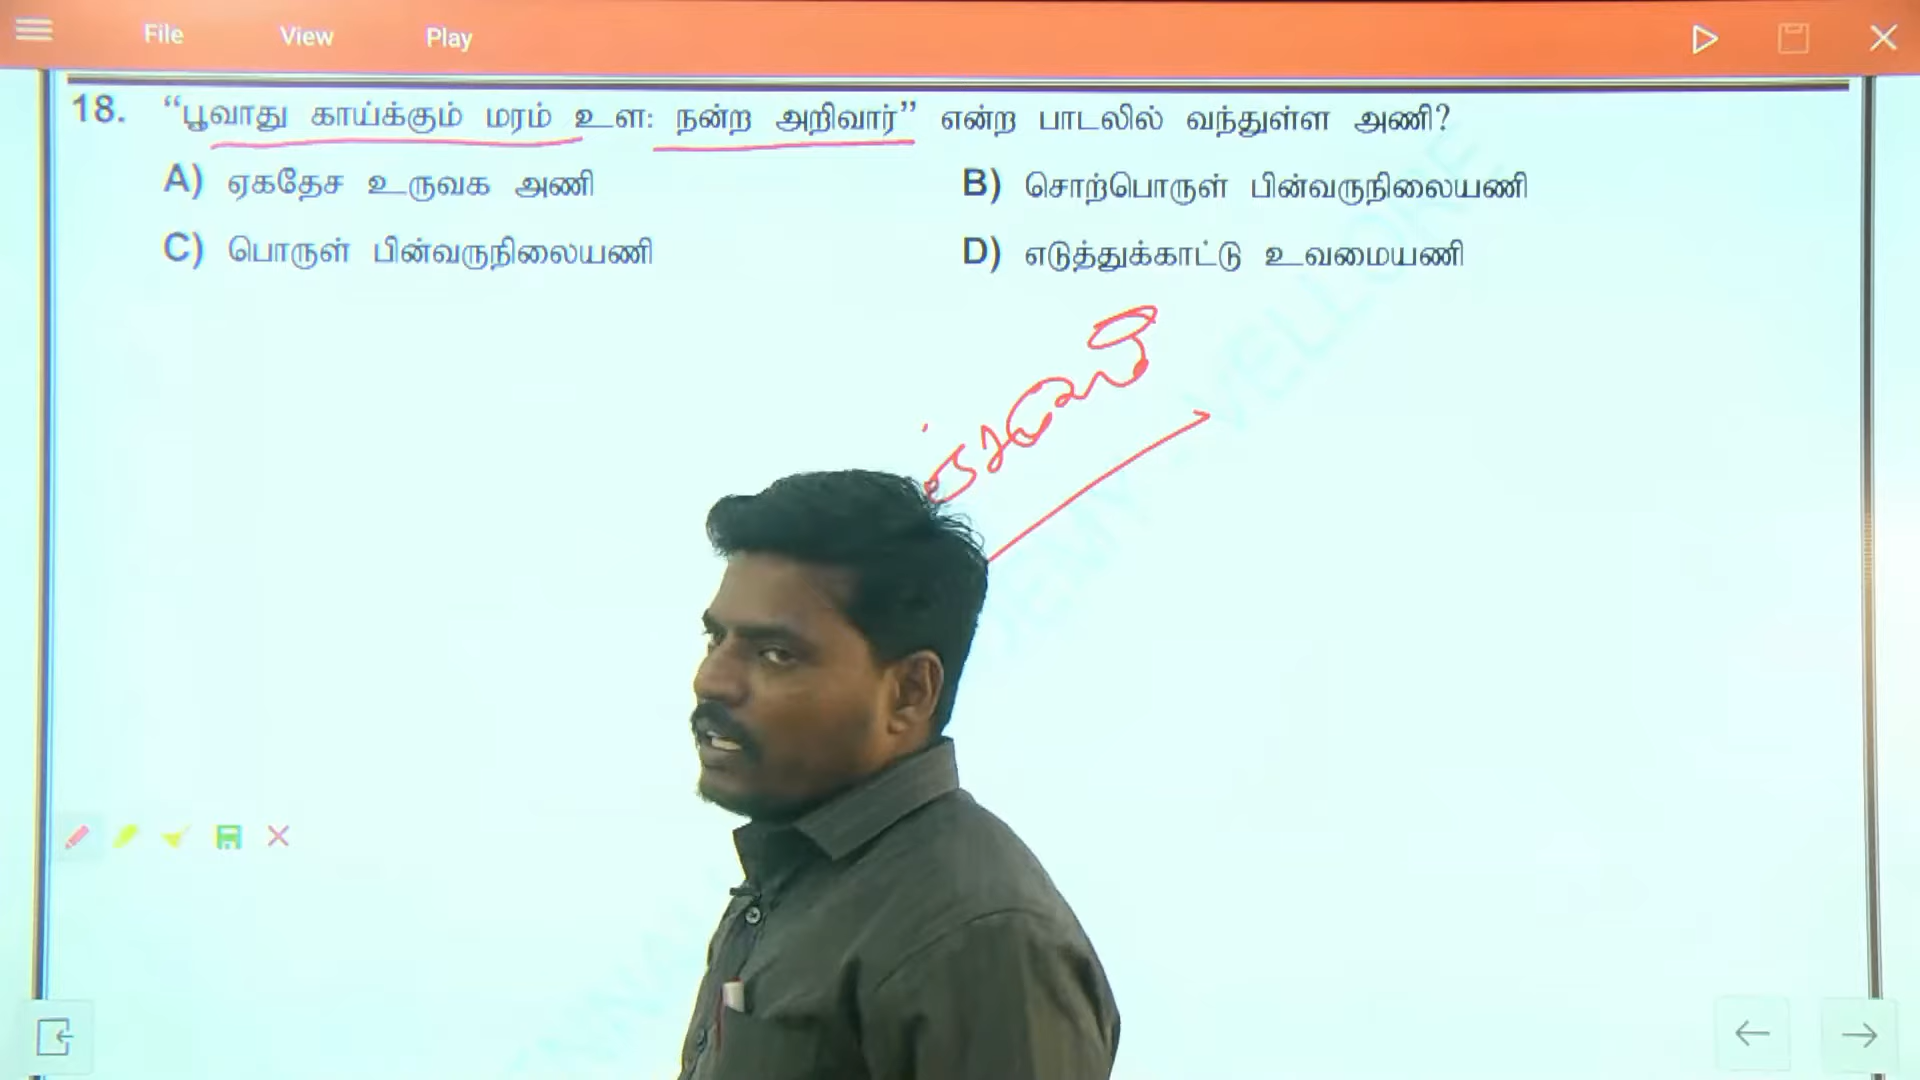 File View Play
18. “பூவாது காய்க்கும் மரம் உள: நன்ற அறிவார்” என்ற பாடலில் வந்துள்ள அணி?
A) ஏகதேச உருவக அணி B) சொற்பொருள் பின்வருநிலையணி
C) பொருள் பின்வருநிலையணி D) எடுத்துக்காட்டு உவமையணி
VELLORE